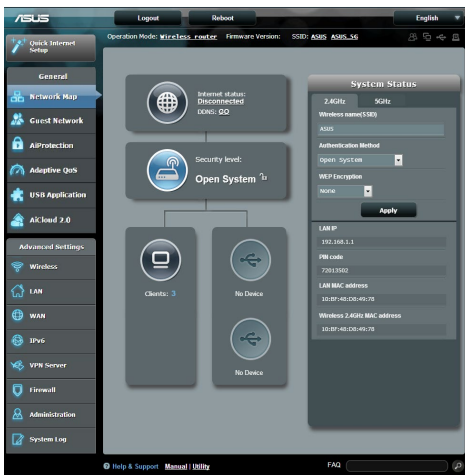 ASUS
Logout
Reboot
English
Quick Internet
Setup
Operation Mode: Wireless router Firmware Version: SSID: ASUS ASUS_5G
General
Network Map
Guest Network
AiProtection
Adaptive QoS
USB Application
AiCloud 2.0
Advanced Settings
Wireless
LAN
WAN
IPv6
VPN Server
Firewall
Administration
System Log
Internet status:
Disconnected
DDNS: GO
Security level:
Open System
Clients: 3
No Device
No Device
System Status
2.4GHz 5GHz
Wireless name(SSID)
ASUS
Authentication Method
Open System
WEP Encryption
None
Apply
LAN IP
192.168.1.1
PIN code
72013502
LAN MAC address
10:BF:48:D8:49:78
Wireless 2.4GHz MAC address
10:BF:48:D8:49:78
Help & Support Manual | Utility
FAQ